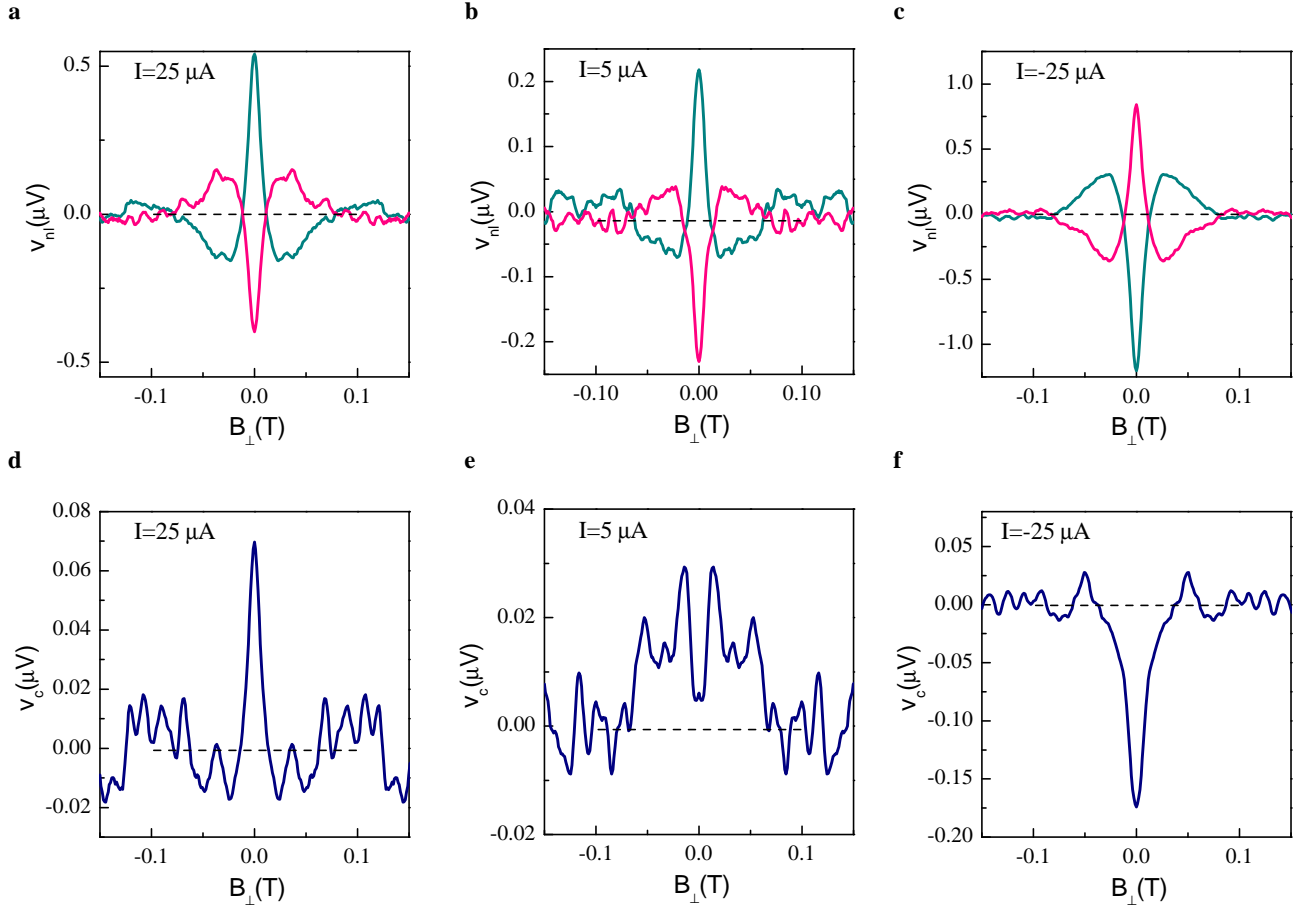 a
I=25 μA
0.5
0.0
-0.5
v_nl(μV)
-0.1
0.0
0.1
B_⊥(T)
b
I=5 μA
0.2
0.1
0.0
-0.1
-0.2
v_nl(μV)
-0.10
0.00
0.10
B_⊥(T)
c
I=-25 μA
1.0
0.5
0.0
-0.5
-1.0
v_nl(μV)
-0.1
0.0
0.1
B_⊥(T)
d
I=25 μA
0.08
0.06
0.04
0.02
0.00
-0.02
v_c(μV)
-0.1
0.0
0.1
B_⊥(T)
e
I=5 μA
0.04
0.02
0.00
-0.02
v_c(μV)
-0.1
0.0
0.1
B_⊥(T)
f
I=-25 μA
0.05
0.00
-0.05
-0.10
-0.15
-0.20
v_c(μV)
-0.1
0.0
0.1
B_⊥(T)